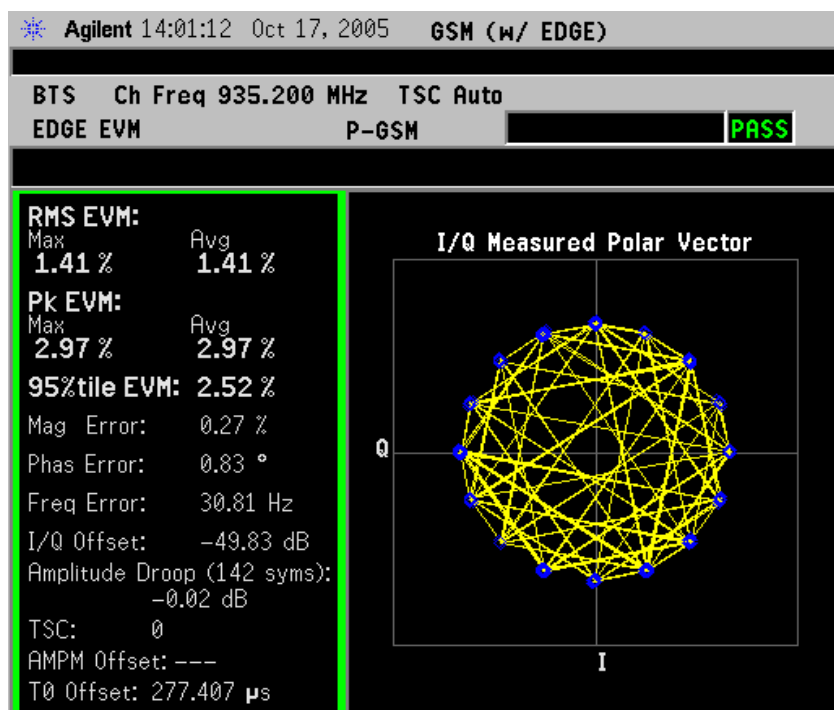 Agilent 14:01:12 Oct 17, 2005 GSM (w/ EDGE)
BTS Ch Freq 935.200 MHz TSC Auto
EDGE EVM P-GSM PASS
RMS EVM:
Max Avg
1.41 % 1.41 %
Pk EVM:
Max Avg
2.97 % 2.97 %
95%tile EVM: 2.52 %
Mag Error: 0.27 %
Phas Error: 0.83 °
Freq Error: 30.81 Hz
I/Q Offset: -49.83 dB
Amplitude Droop (142 syms):
-0.02 dB
TSC: 0
AMPM Offset: ---
T0 Offset: 277.407 µs
I/Q Measured Polar Vector
Q
I